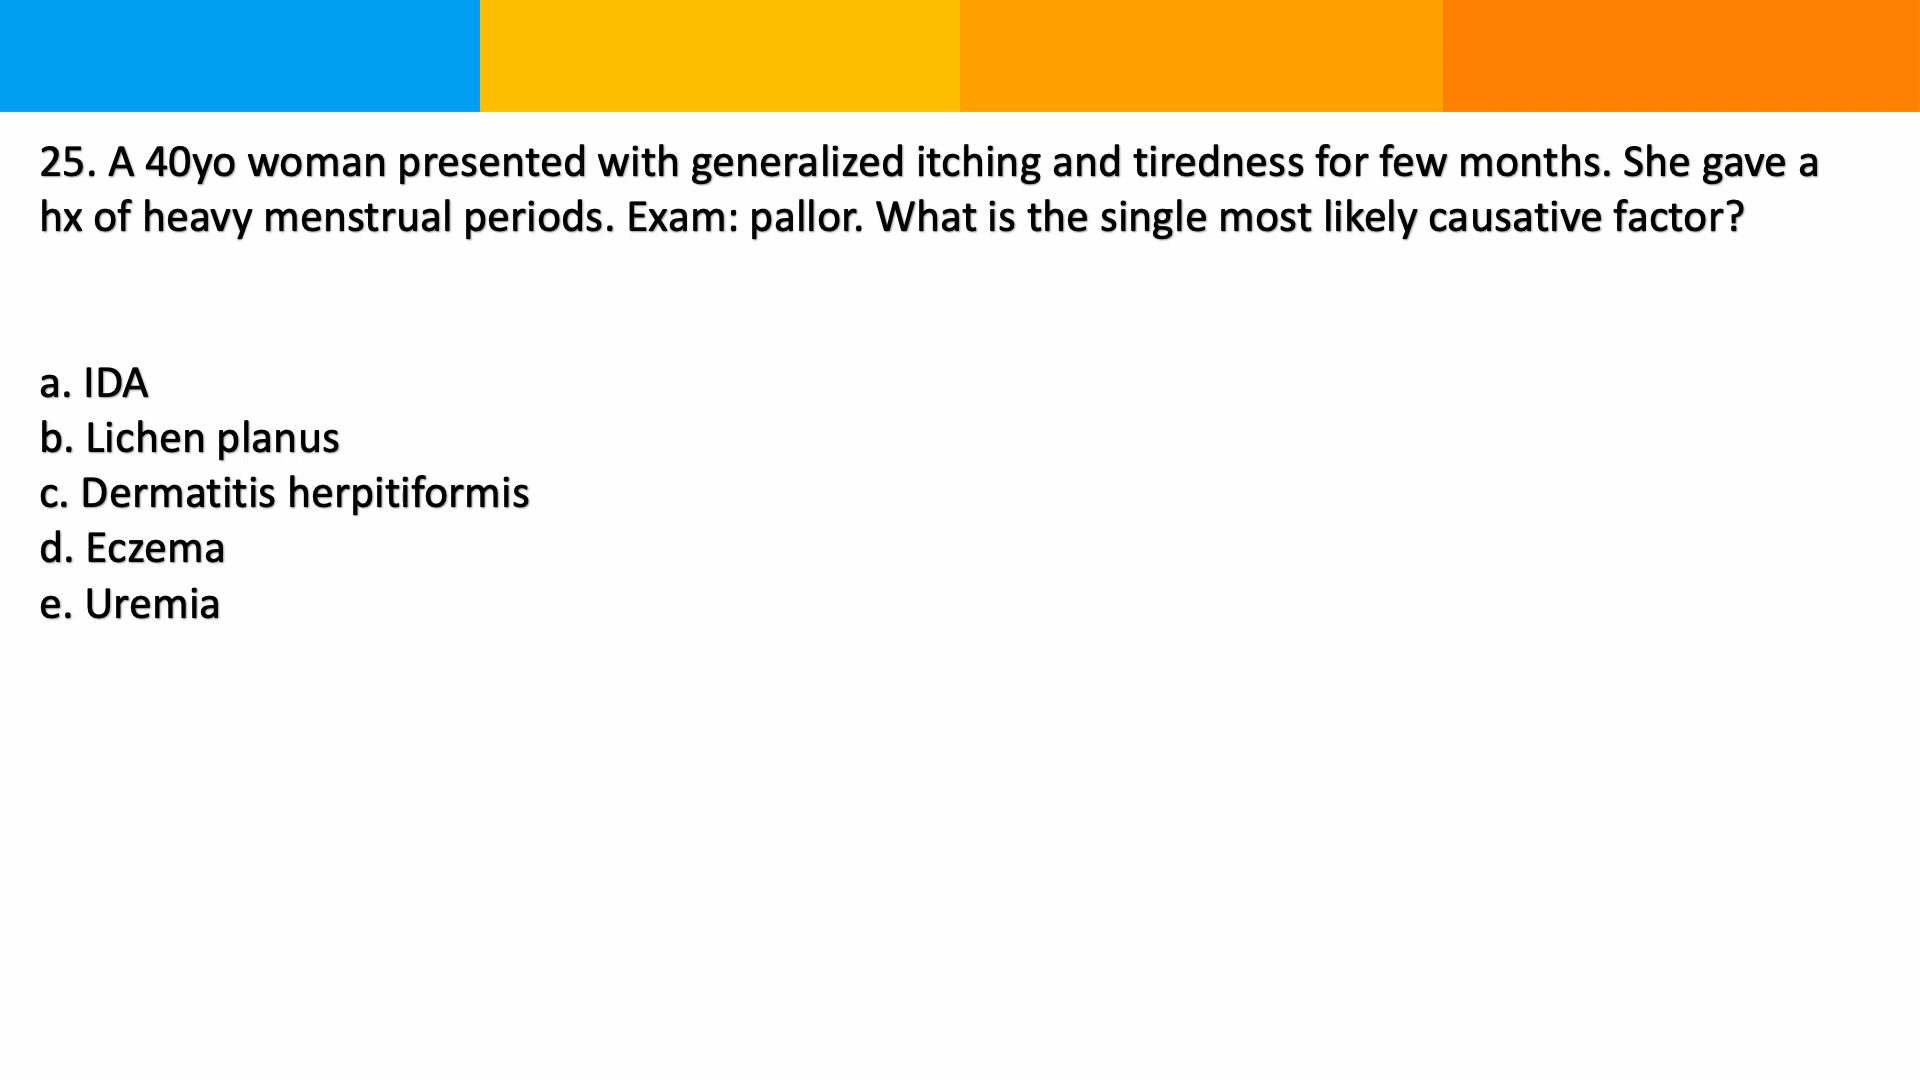 25. A 40yo woman presented with generalized itching and tiredness for few months. She gave a
hx of heavy menstrual periods. Exam: pallor. What is the single most likely causative factor?
a. IDA
b. Lichen planus
c. Dermatitis herpitiformis
d. Eczema
e. Uremia